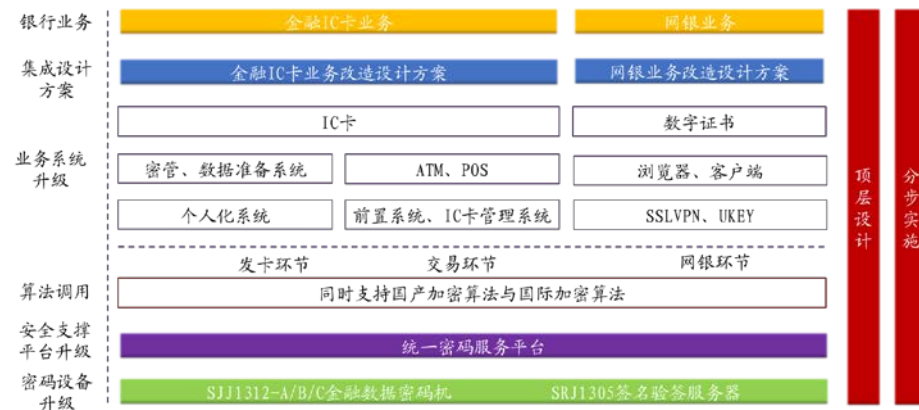 银行业务
金融IC卡业务
网银业务
集成设计
方案
金融IC卡业务改造设计方案
网银业务改造设计方案
业务系统
升级
IC卡
数字证书
密管、数据准备系统
ATM、POS
浏览器、客户端
个人化系统
前置系统、IC卡管理系统
SSLVPN、UKEY
发卡环节
交易环节
网银环节
算法调用
同时支持国产加密算法与国际加密算法
安全支撑
平台升级
统一密码服务平台
密码设备
升级
SJJ1312-A/B/C金融数据密码机
SRJ1305签名验签服务器
顶层设计
分步实施